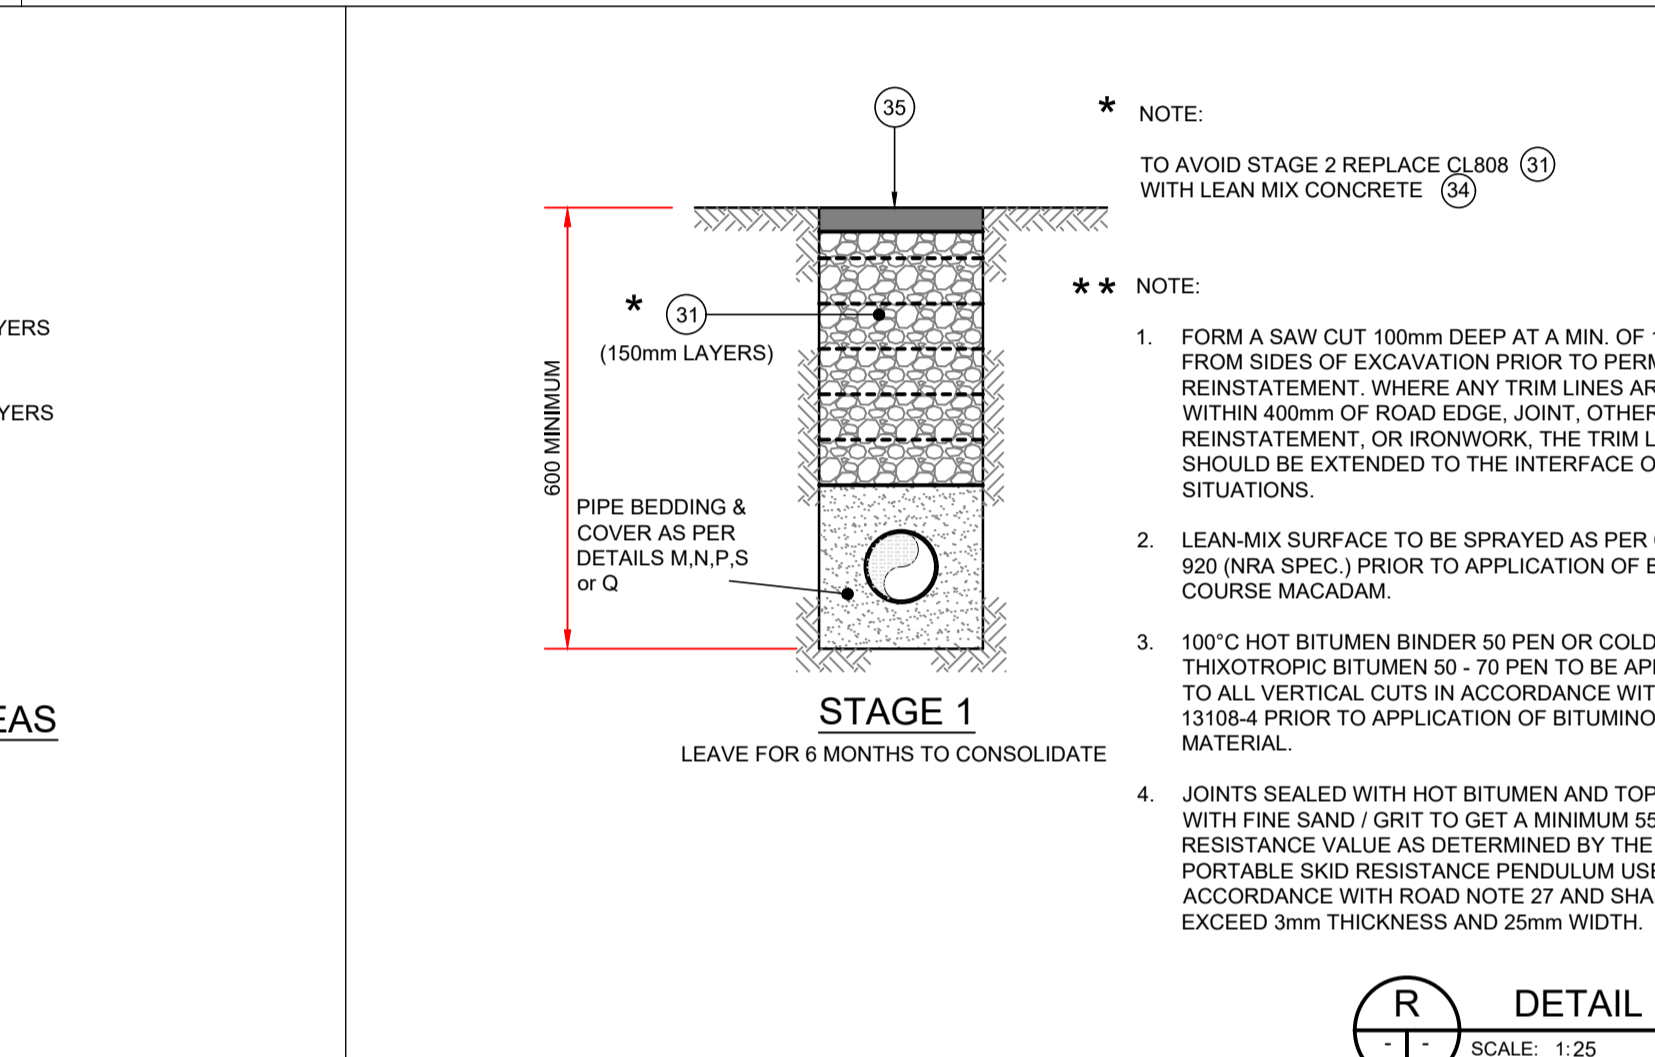 YERS
YERS
EAS
35
* 31
(150mm LAYERS)
600 MINIMUM
PIPE BEDDING &
COVER AS PER
DETAILS M,N,P,S
or Q
STAGE 1
LEAVE FOR 6 MONTHS TO CONSOLIDATE
* NOTE:
TO AVOID STAGE 2 REPLACE CL808 31
WITH LEAN MIX CONCRETE 34
** NOTE:
1. FORM A SAW CUT 100mm DEEP AT A MIN. OF 1
FROM SIDES OF EXCAVATION PRIOR TO PERM
REINSTATEMENT. WHERE ANY TRIM LINES AR
WITHIN 400mm OF ROAD EDGE, JOINT, OTHER
REINSTATEMENT, OR IRONWORK, THE TRIM L
SHOULD BE EXTENDED TO THE INTERFACE O
SITUATIONS.
2. LEAN-MIX SURFACE TO BE SPRAYED AS PER
920 (NRA SPEC.) PRIOR TO APPLICATION OF B
COURSE MACADAM.
3. 100°C HOT BITUMEN BINDER 50 PEN OR COLD
THIXOTROPIC BITUMEN 50 - 70 PEN TO BE APP
TO ALL VERTICAL CUTS IN ACCORDANCE WIT
13108-4 PRIOR TO APPLICATION OF BITUMINO
MATERIAL.
4. JOINTS SEALED WITH HOT BITUMEN AND TOP
WITH FINE SAND / GRIT TO GET A MINIMUM 55
RESISTANCE VALUE AS DETERMINED BY THE
PORTABLE SKID RESISTANCE PENDULUM USE
ACCORDANCE WITH ROAD NOTE 27 AND SHA
EXCEED 3mm THICKNESS AND 25mm WIDTH.
R DETAIL
- - SCALE: 1:25